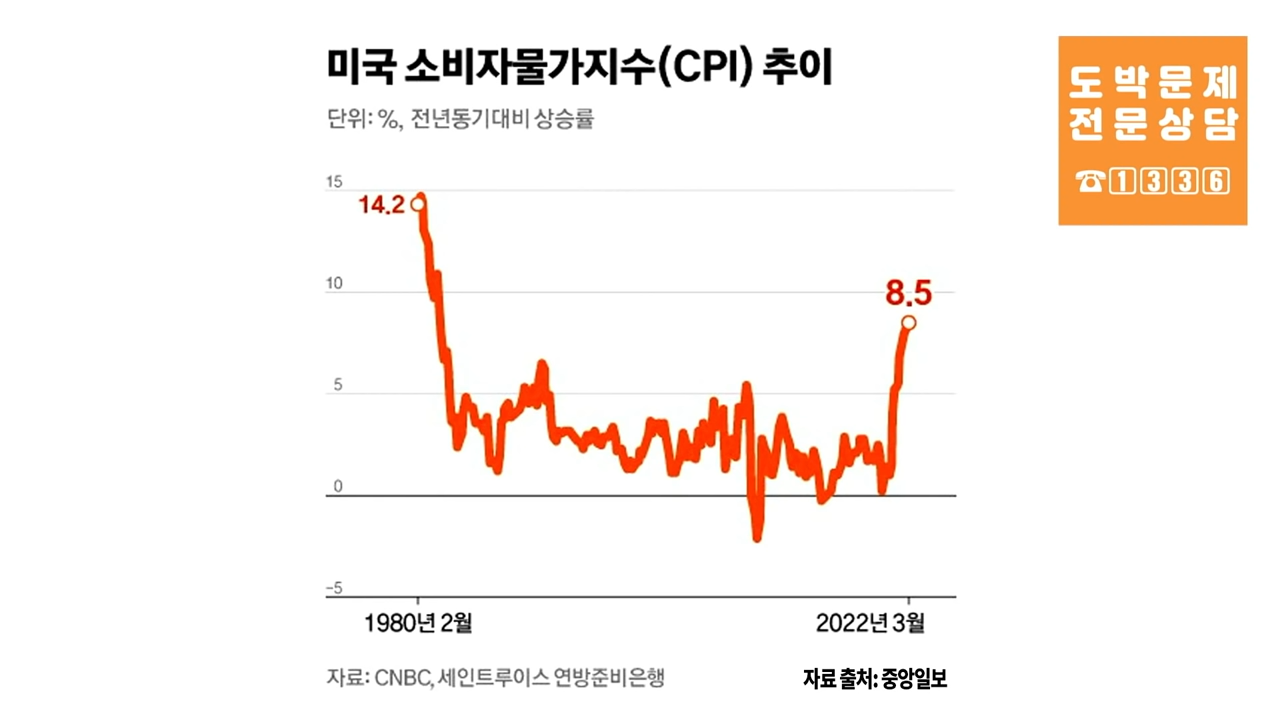 미국 소비자물가지수(CPI) 추이
단위: %, 전년동기대비 상승률
도박문제
전문상담
☎1336
15
14.2
10
8.5
5
0
-5
1980년 2월
2022년 3월
자료: CNBC, 세인트루이스 연방준비은행
자료 출처: 중앙일보